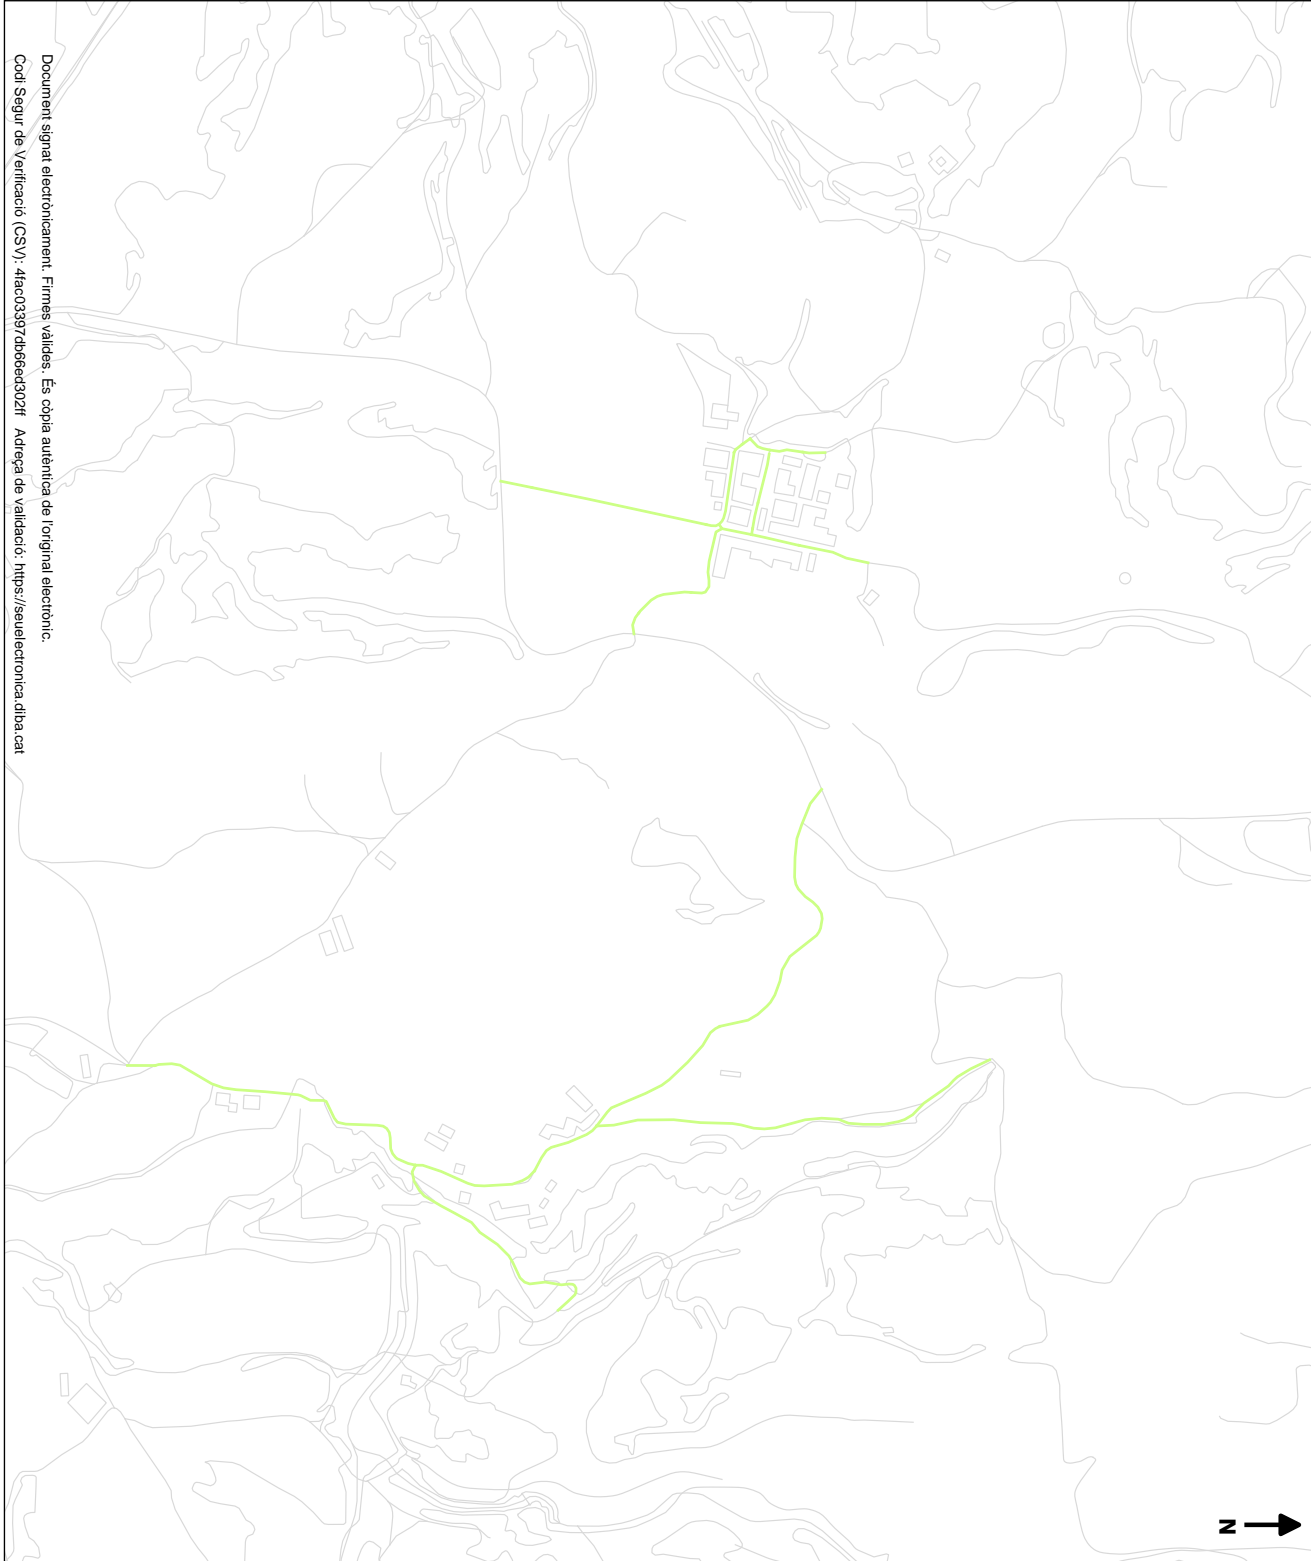 Document signat electrònicament. Firmes vàlides. És còpia autèntica de l'original electrònic.
Codi Segur de Verificació (CSV): 4fac03397db66ed302ff Adreça de validació: https://seuelectronica.diba.cat
N